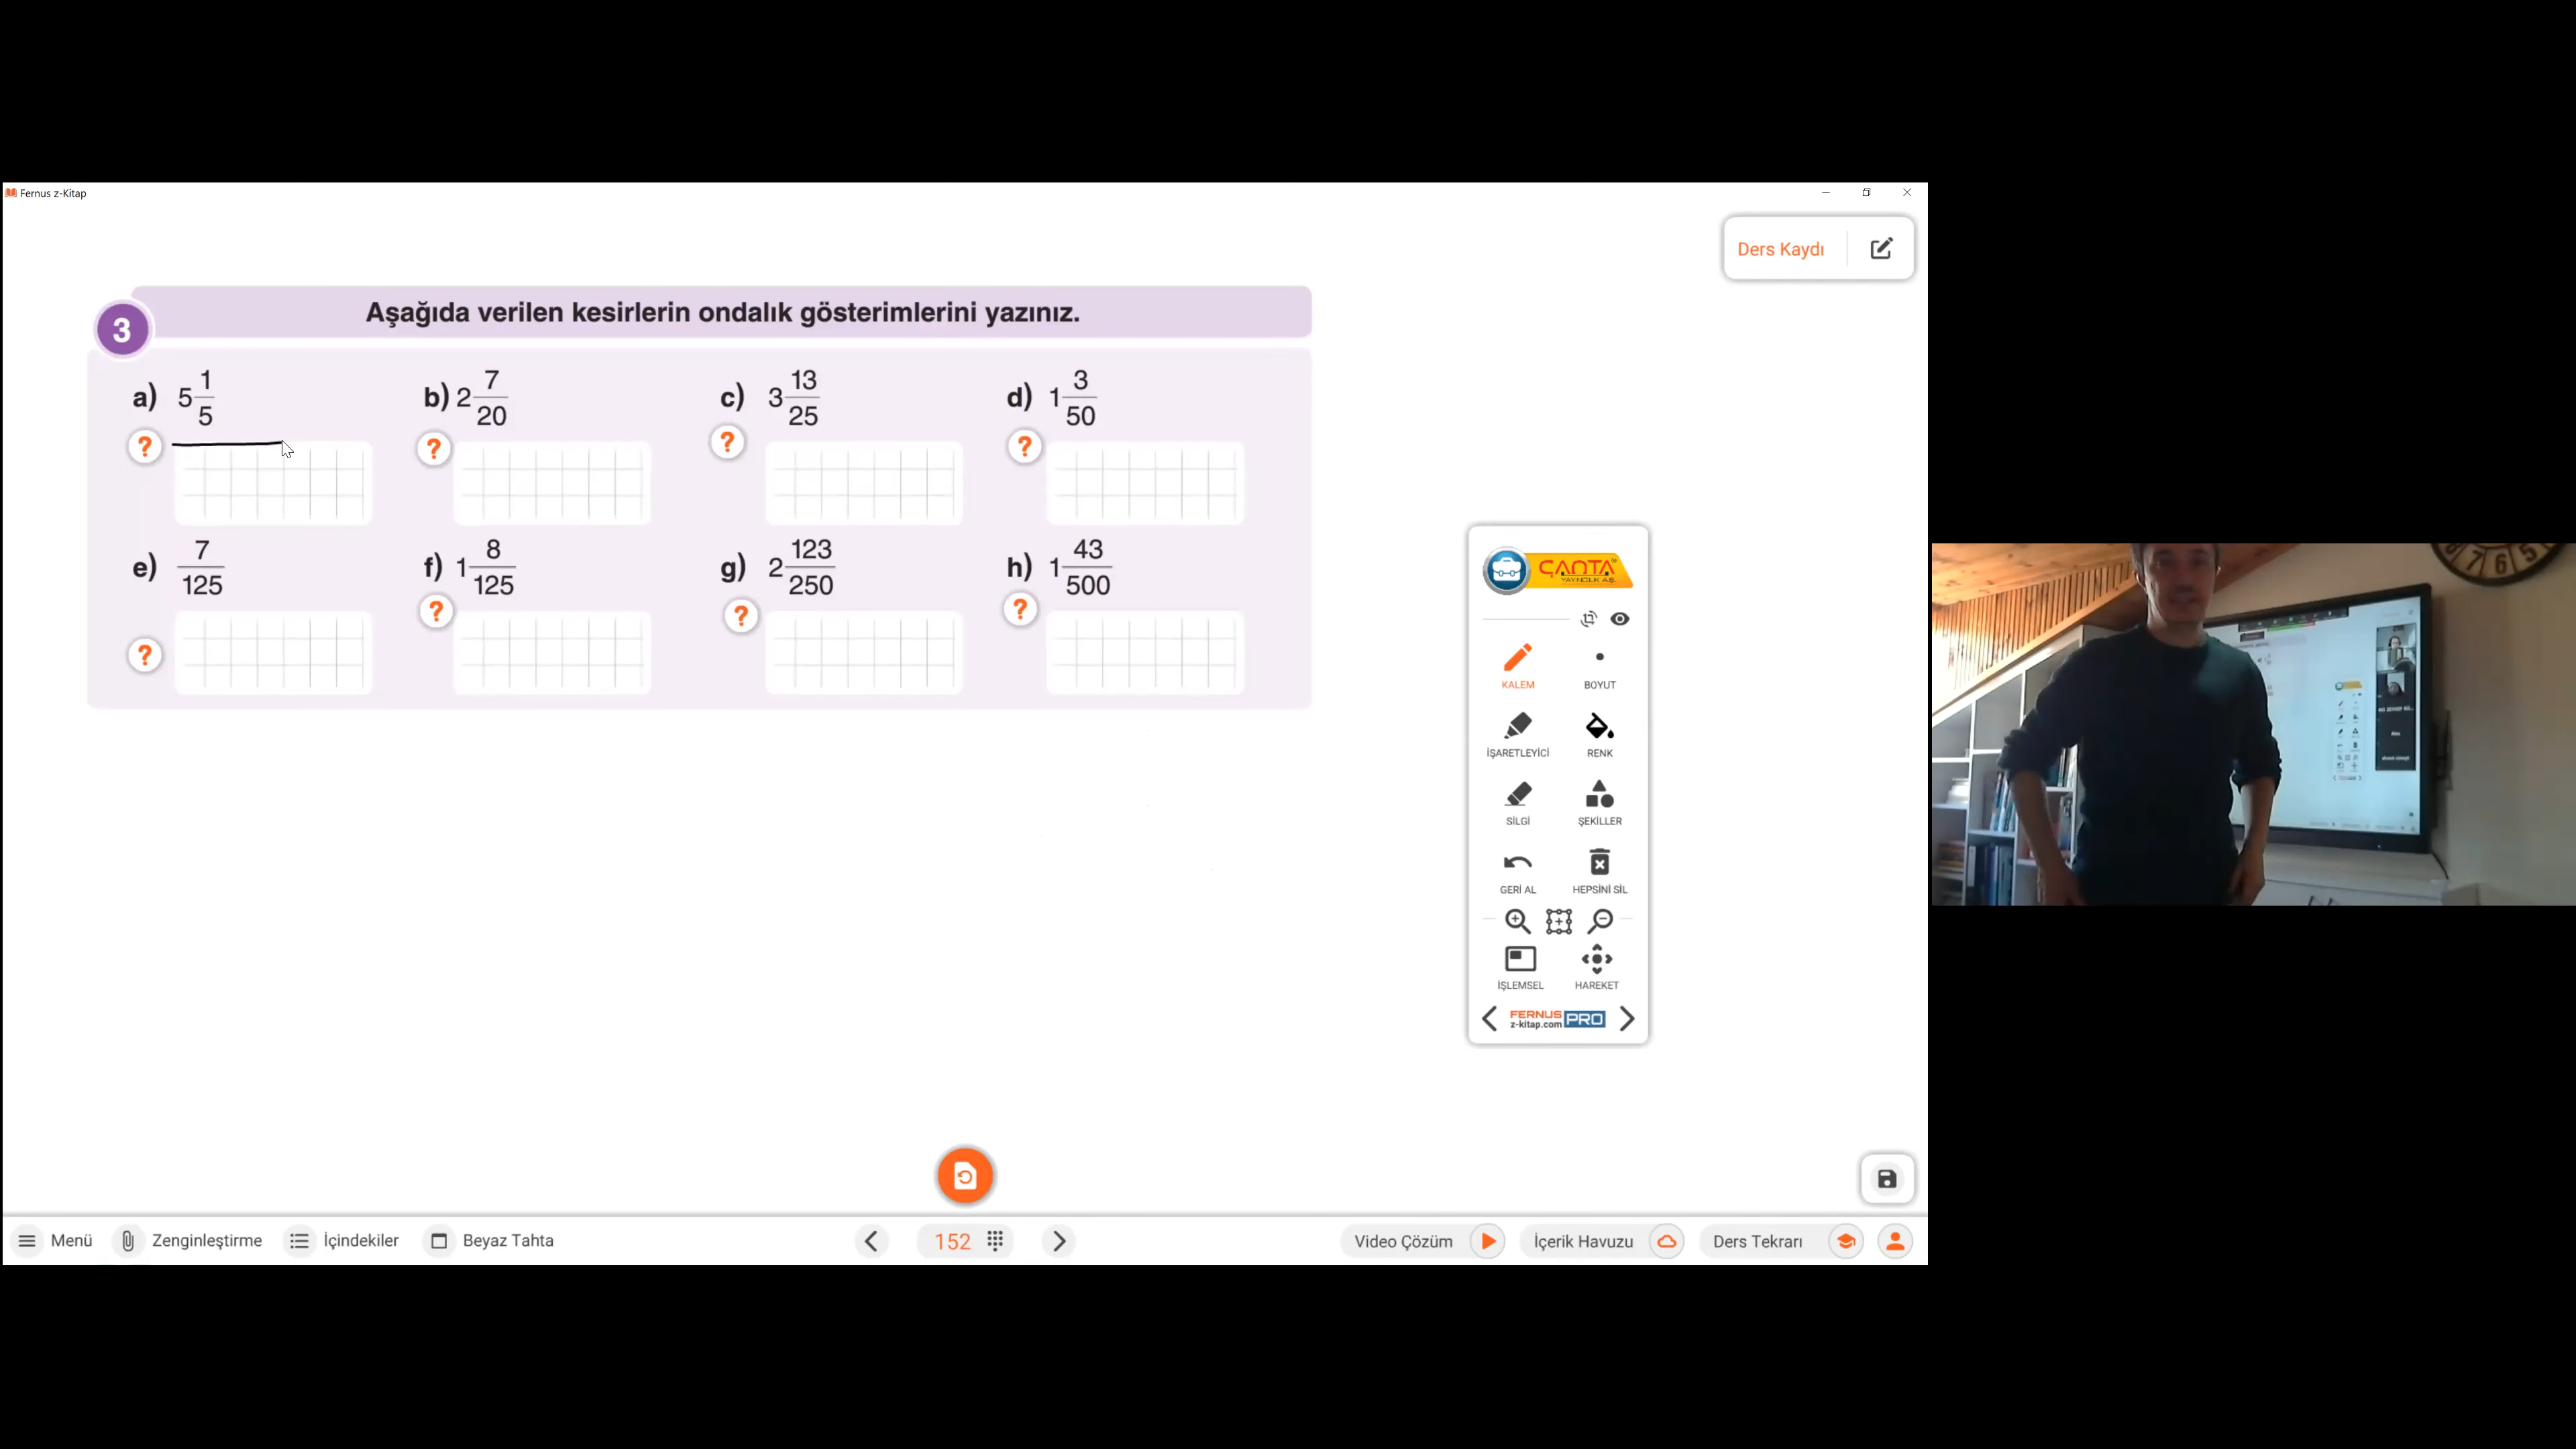 Fernus z-Kitap
Ders Kaydı
3
Aşağıda verilen kesirlerin ondalık gösterimlerini yazınız.
a) 5 1/5
b) 2 7/20
c) 3 13/25
d) 1 3/50
? ? ? ?
e) 7/125
f) 1 8/125
g) 2 123/250
h) 1 43/500
? ? ? ?
ÇANTA
YAYINCILIK A.Ş.
KALEM
BOYUT
İŞARETLEYİCİ
RENK
SİLGİ
ŞEKİLLER
GERİ AL
HEPSİNİ SİL
İŞLEMSEL
HAREKET
FERNUS
z-kitap.com PRO
Menü
Zenginleştirme
İçindekiler
Beyaz Tahta
152
Video Çözüm
İçerik Havuzu
Ders Tekrarı
7 6 5